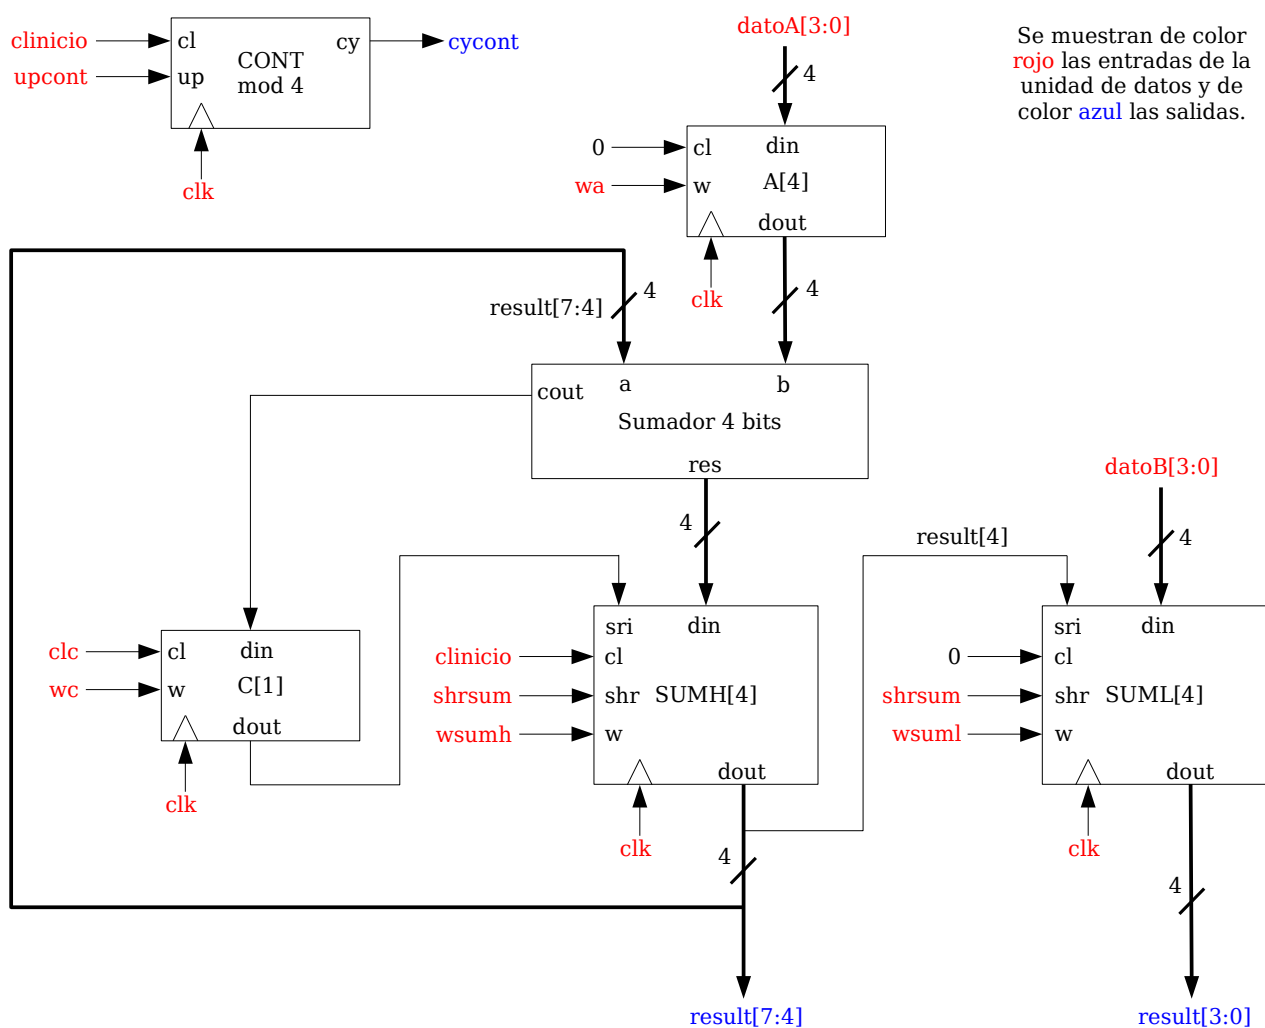 clinicio
cl
cy
cycont
CONT
mod 4
upcont
up
clk
datoA[3:0]
4
Se muestran de color
rojo las entradas de la
unidad de datos y de
color azul las salidas.
0
cl
din
wa
w
A[4]
dout
clk
4
result[7:4]
4
cout
a
b
Sumador 4 bits
res
4
datoB[3:0]
4
result[4]
clc
cl
din
wc
w
C[1]
dout
clk
sri
din
clinicio
cl
shrsum
shr
SUMH[4]
wsumh
w
dout
clk
4
sri
din
0
cl
shrsum
shr
SUML[4]
wsuml
w
dout
clk
4
result[7:4]
result[3:0]